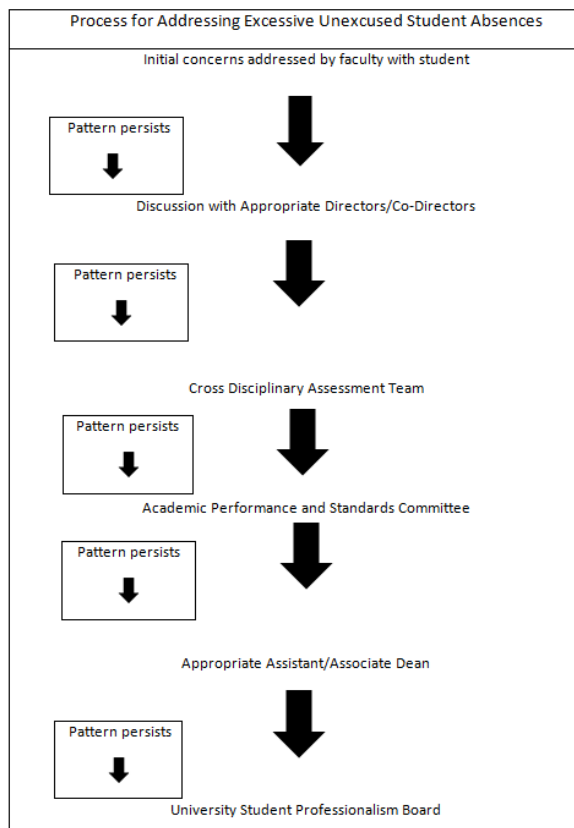 Process for Addressing Excessive Unexcused Student Absences
Initial concerns addressed by faculty with student
Pattern persists
Discussion with Appropriate Directors/Co-Directors
Pattern persists
Cross Disciplinary Assessment Team
Pattern persists
Academic Performance and Standards Committee
Pattern persists
Appropriate Assistant/Associate Dean
Pattern persists
University Student Professionalism Board